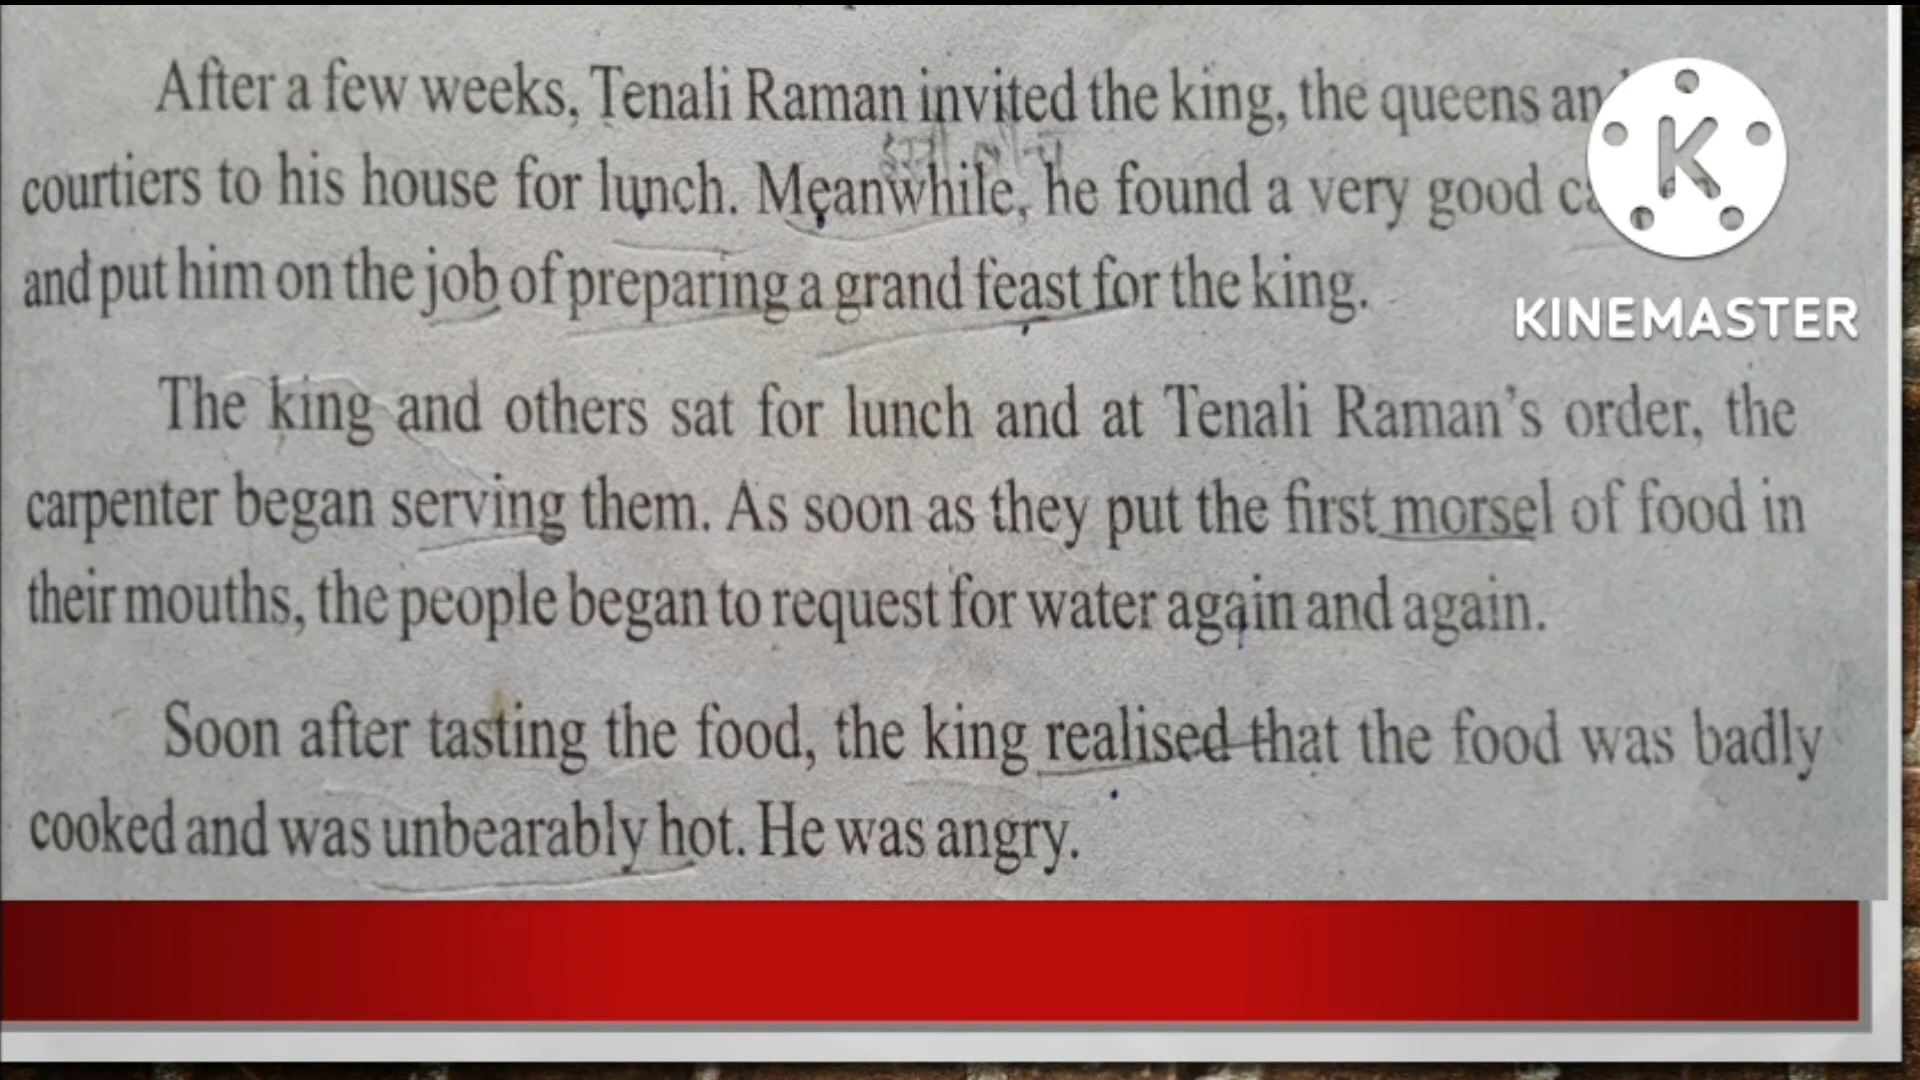 After a few weeks, Tenali Raman invited the king, the queens
courtiers to his house for lunch. Meanwhile, he found a very good
and put him on the job of preparing a grand feast for the king.
The king and others sat for lunch and at Tenali Raman's order, the
carpenter began serving them. As soon as they put the first morsel of food in
their mouths, the people began to request for water again and again.
Soon after tasting the food, the king realised that the food was badly
cooked and was unbearably hot. He was angry.
K
KINEMASTER